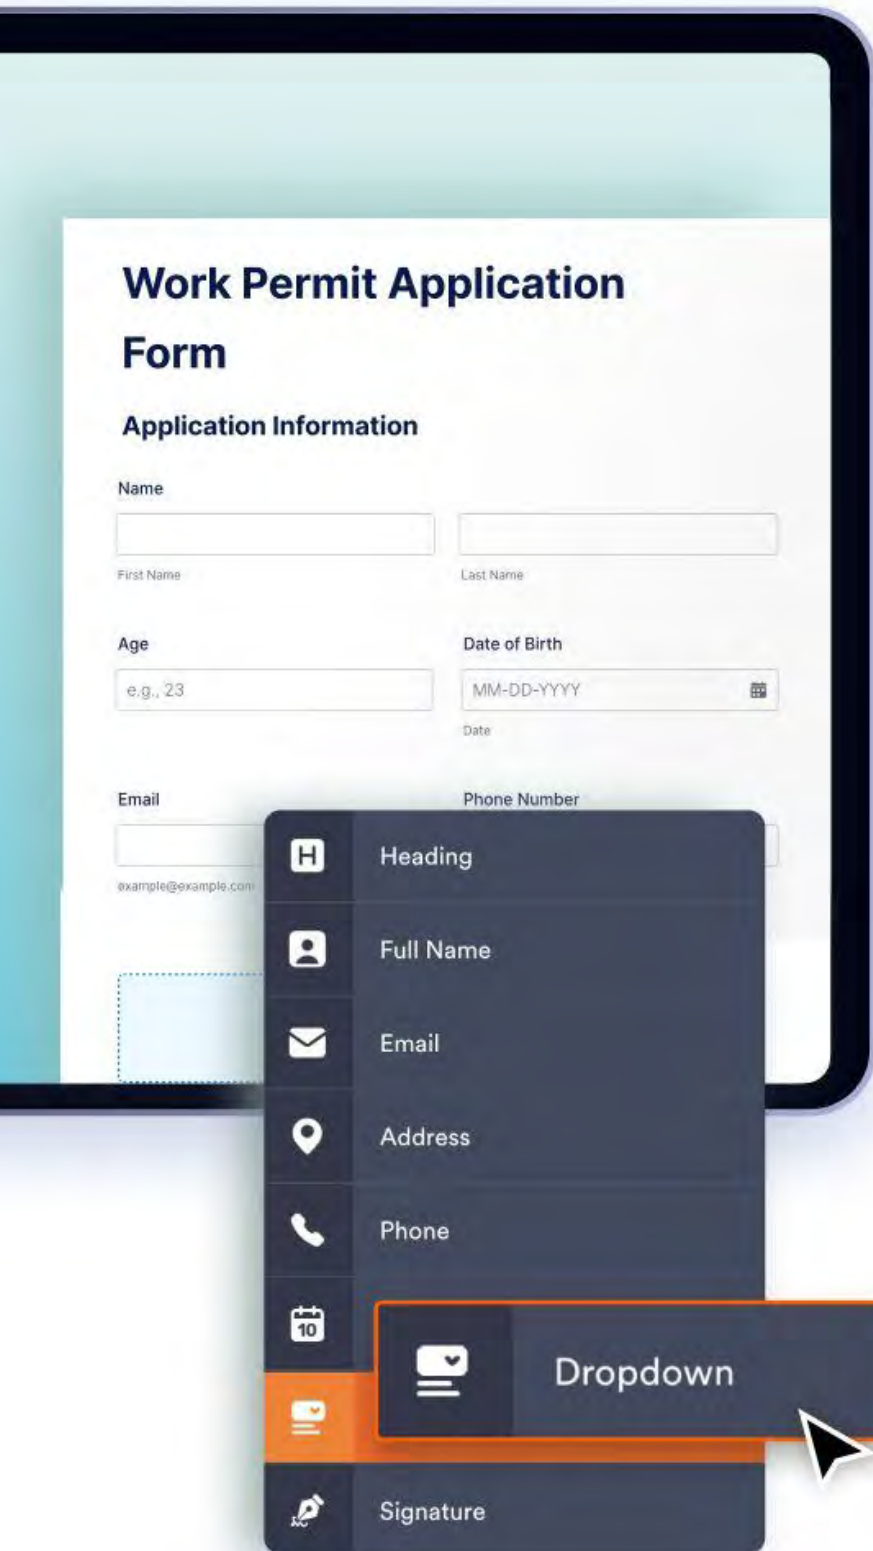 Work Permit Application
Form
Application Information
Name
First Name Last Name
Age Date of Birth
e.g., 23 MM-DD-YYYY
Date
Email Phone Number
example@example.com
H Heading
Full Name
Email
Address
Phone
10
Dropdown
Signature